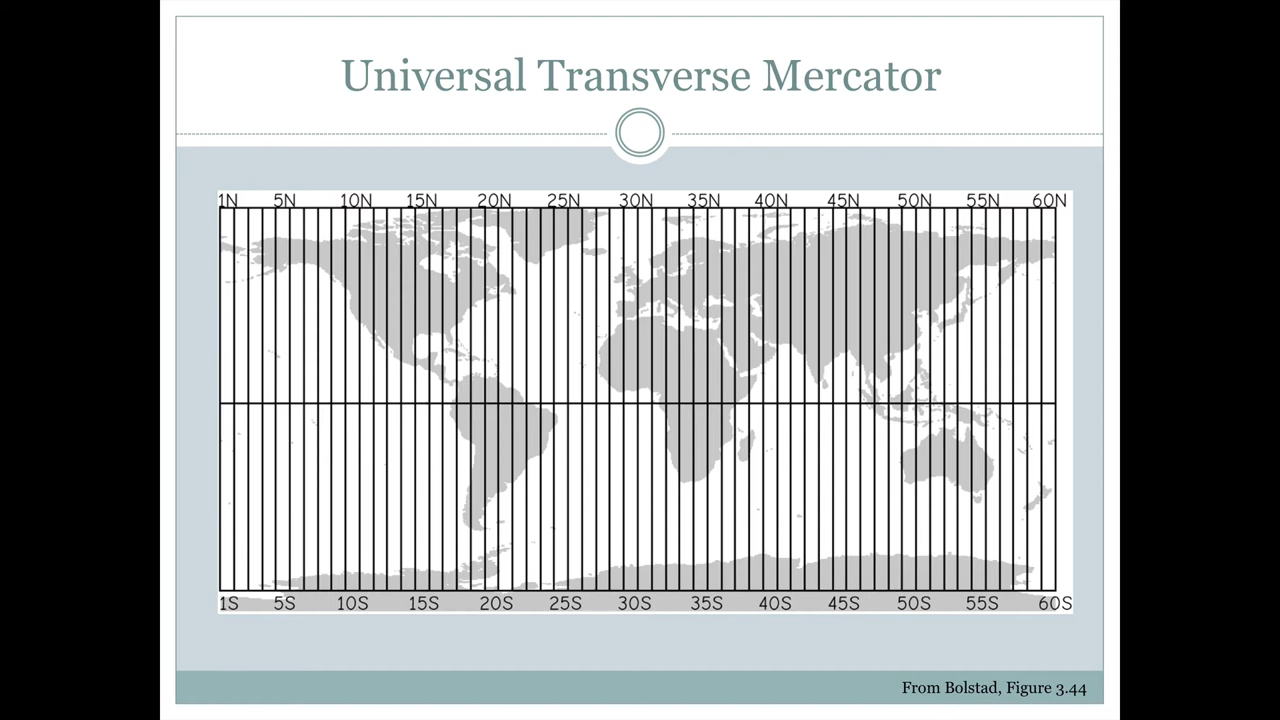 Universal Transverse Mercator
1N 5N 10N 15N 20N 25N 30N 35N 40N 45N 50N 55N 60N
1S 5S 10S 15S 20S 25S 30S 35S 40S 45S 50S 55S 60S
From Bolstad, Figure 3.44